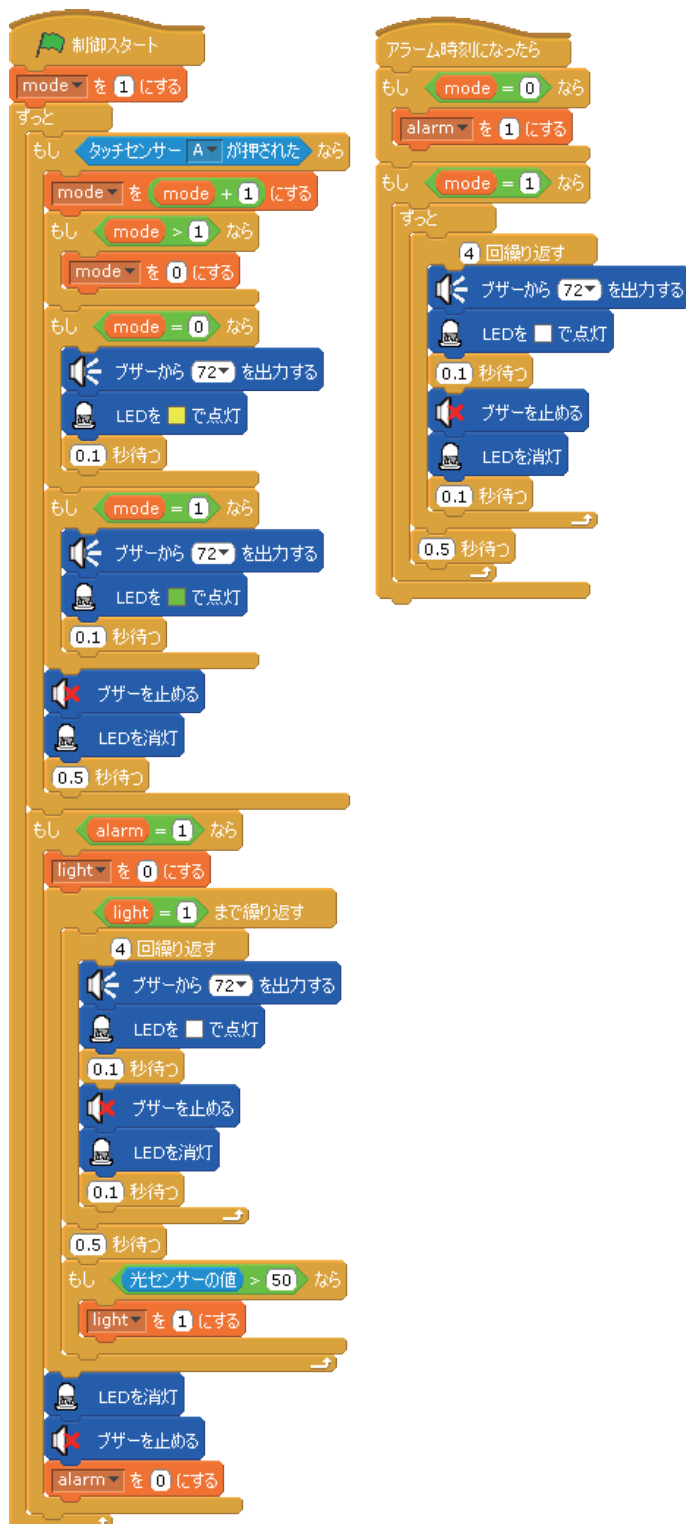 制御スタート
mode を 1 にする
ずっと
もし タッチセンサー A が押された なら
mode を mode + 1 にする
もし mode > 1 なら
mode を 0 にする
もし mode = 0 なら
ブザーから 72 を出力する
LEDを で点灯
0.1 秒待つ
もし mode = 1 なら
ブザーから 72 を出力する
LEDを で点灯
0.1 秒待つ
ブザーを止める
LEDを消灯
0.5 秒待つ
もし alarm = 1 なら
light を 0 にする
light = 1 まで繰り返す
4 回繰り返す
ブザーから 72 を出力する
LEDを で点灯
0.1 秒待つ
ブザーを止める
LEDを消灯
0.1 秒待つ
0.5 秒待つ
もし 光センサーの値 > 50 なら
light を 1 にする
LEDを消灯
ブザーを止める
alarm を 0 にする
アラーム時刻になったら
もし mode = 0 なら
alarm を 1 にする
もし mode = 1 なら
ずっと
4 回繰り返す
ブザーから 72 を出力する
LEDを で点灯
0.1 秒待つ
ブザーを止める
LEDを消灯
0.1 秒待つ
0.5 秒待つ